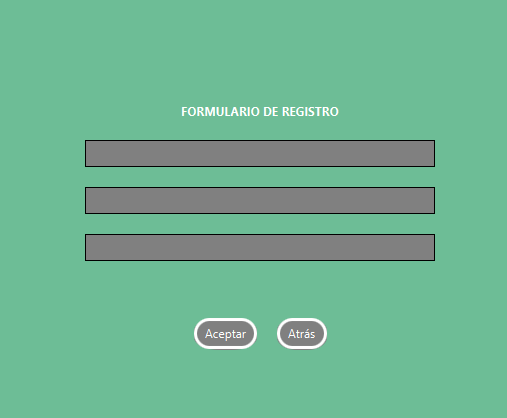 FORMULARIO DE REGISTRO
Aceptar Atrás